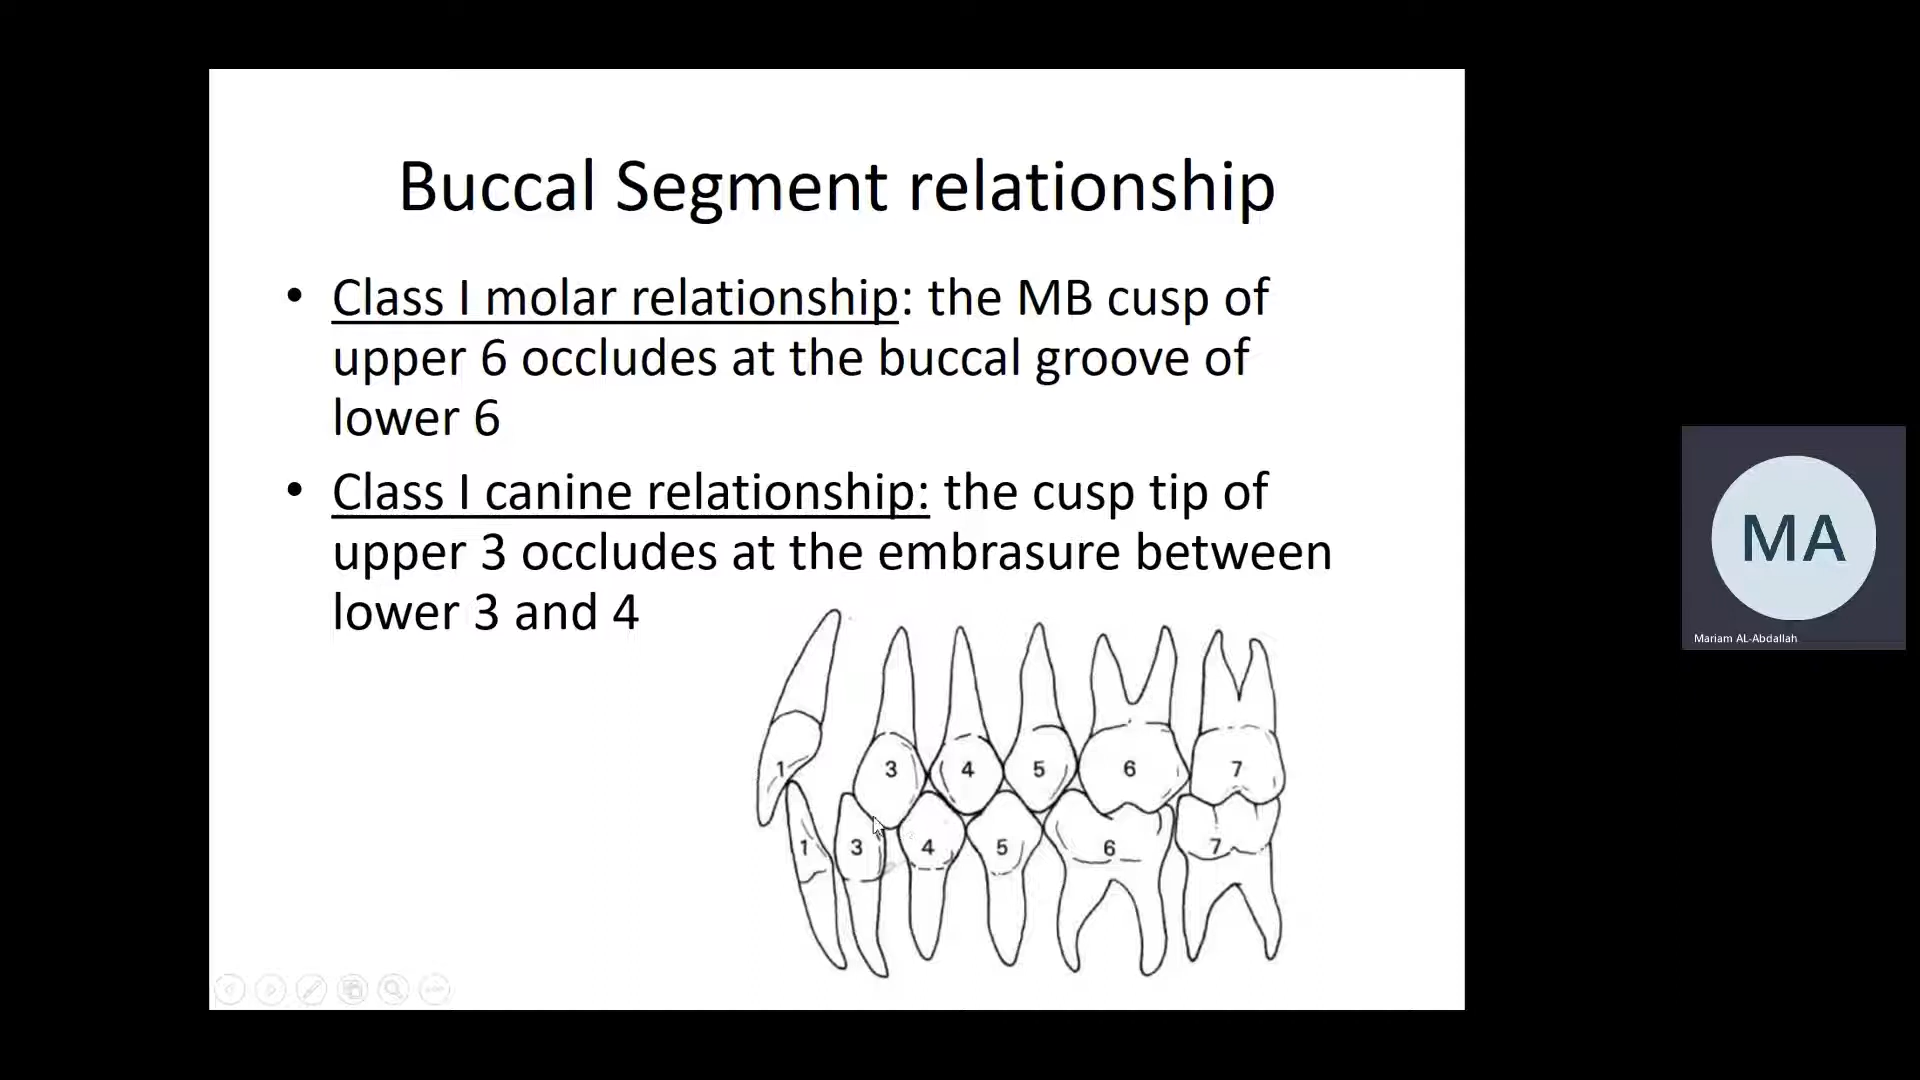 Buccal Segment relationship
• Class I molar relationship: the MB cusp of
upper 6 occludes at the buccal groove of
lower 6
• Class I canine relationship: the cusp tip of
upper 3 occludes at the embrasure between
lower 3 and 4
1 3 4 5 6 7
1 3 4 5 6 7
MA
Mariam AL-Abdallah